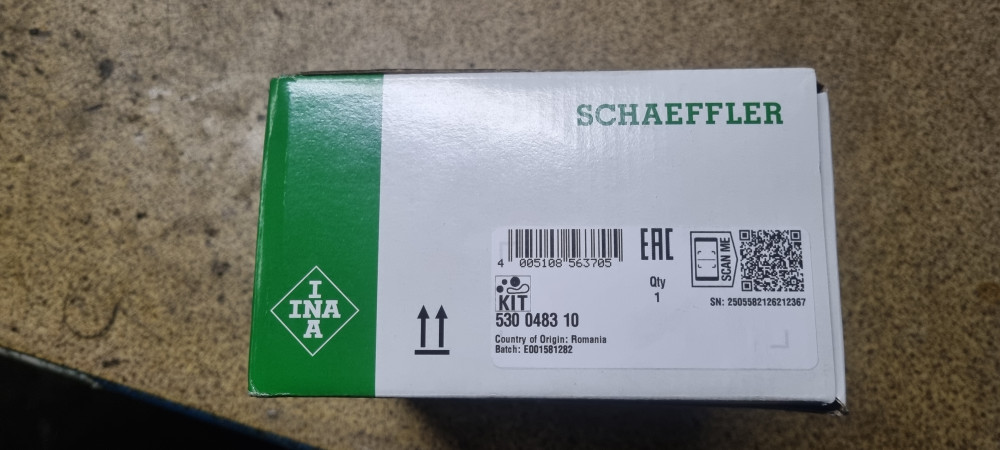 SCHAEFFLER
INA
INA
4 005108 563705
EAC
SCAN ME
Qty
1
KIT
530 0483 10
SN: 2505582126212367
Country of Origin: Romania
Batch: E001581282